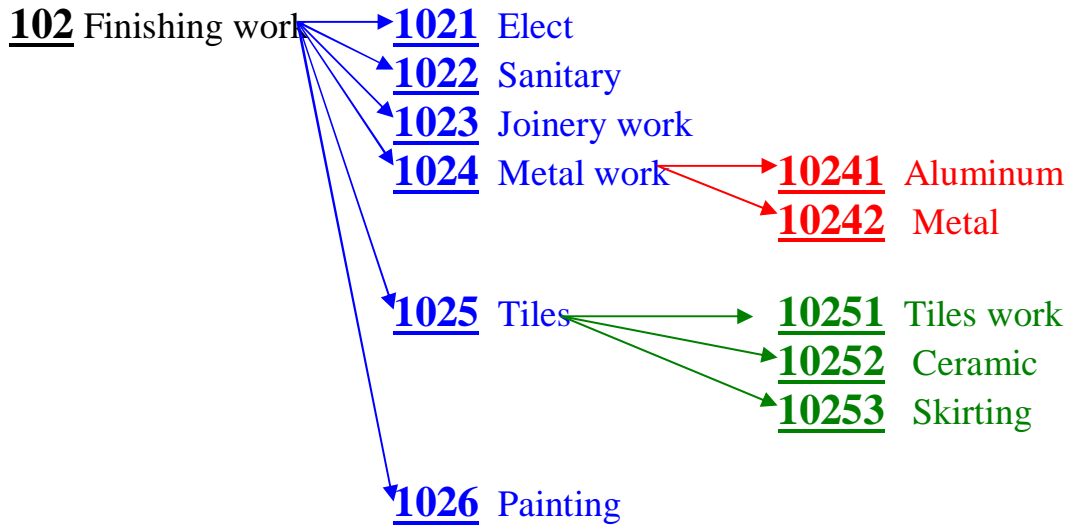 102 Finishing work 1021 Elect
1022 Sanitary
1023 Joinery work
1024 Metal work 10241 Aluminum
10242 Metal
1025 Tiles 10251 Tiles work
10252 Ceramic
10253 Skirting
1026 Painting